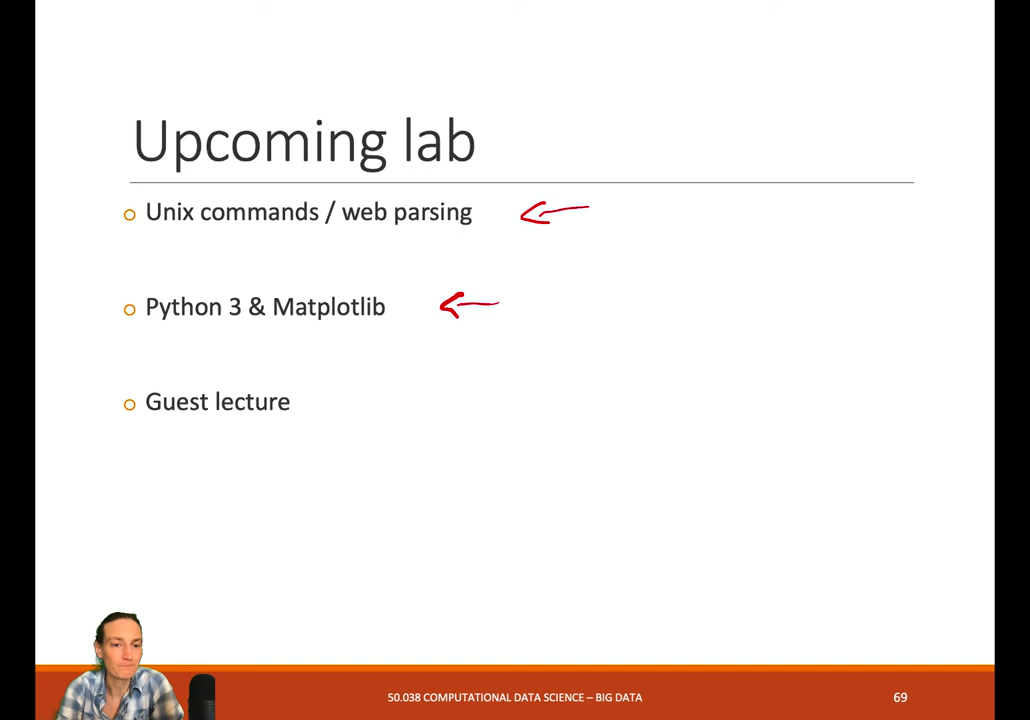 Upcoming lab
Unix commands / web parsing
Python 3 & Matplotlib
Guest lecture
50.038 COMPUTATIONAL DATA SCIENCE – BIG DATA
69